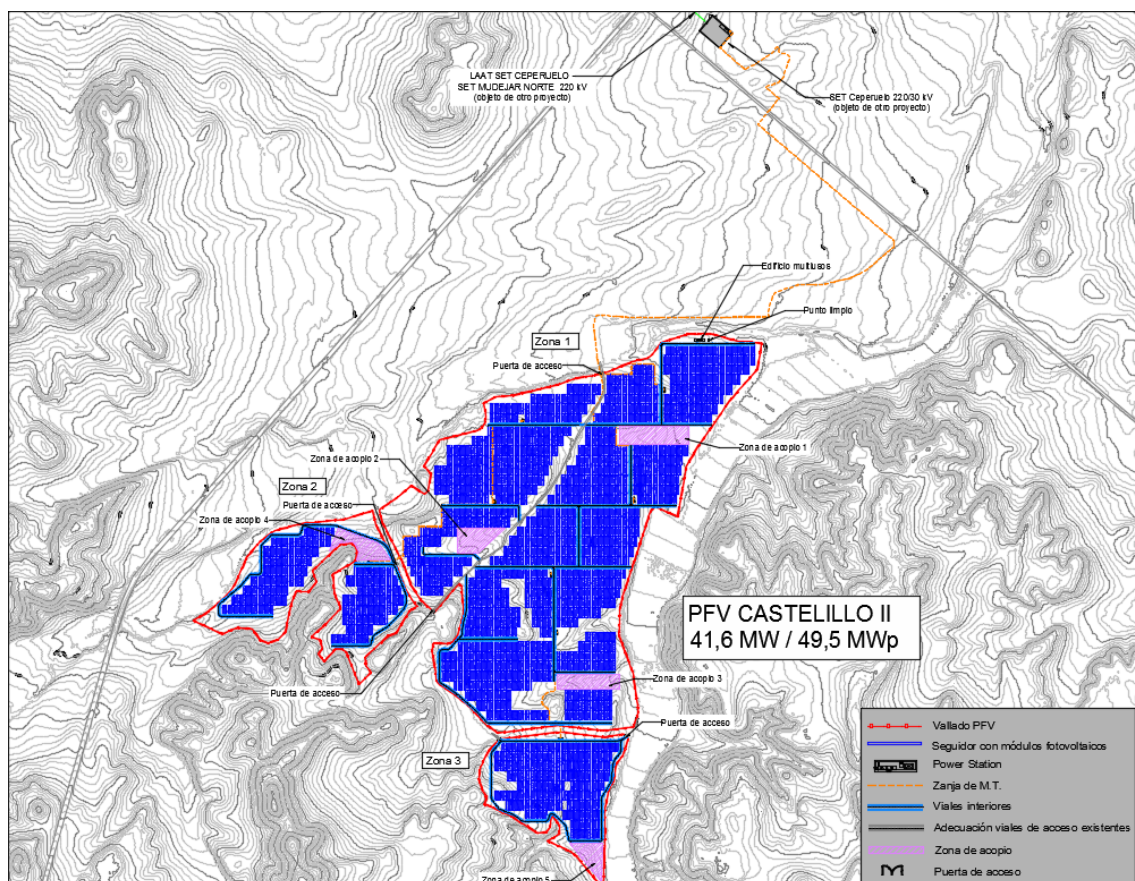 LAAT SET CEPERUELO
SET MUDEJAR NORTE 220 kV
(objeto de otro proyecto)
SET Ceperuelo 220/30 kV
(objeto de otro proyecto)
Edificio multiusos
Punto limpio
Zona 1
Puerta de acceso
Zona de acopio 1
Zona de acopio 2
Zona 2
Puerta de acceso
Zona de acopio 4
PFV CASTELILLO II
41,6 MW / 49,5 MWp
Zona de acopio 3
Puerta de acceso
Puerta de acceso
Zona 3
Zona de acopio 5
Vallado PFV
Seguidor con módulos fotovoltaicos
Power Station
Zanja de M.T.
Viales interiores
Adecuación viales de acceso existentes
Zona de acopio
Puerta de acceso